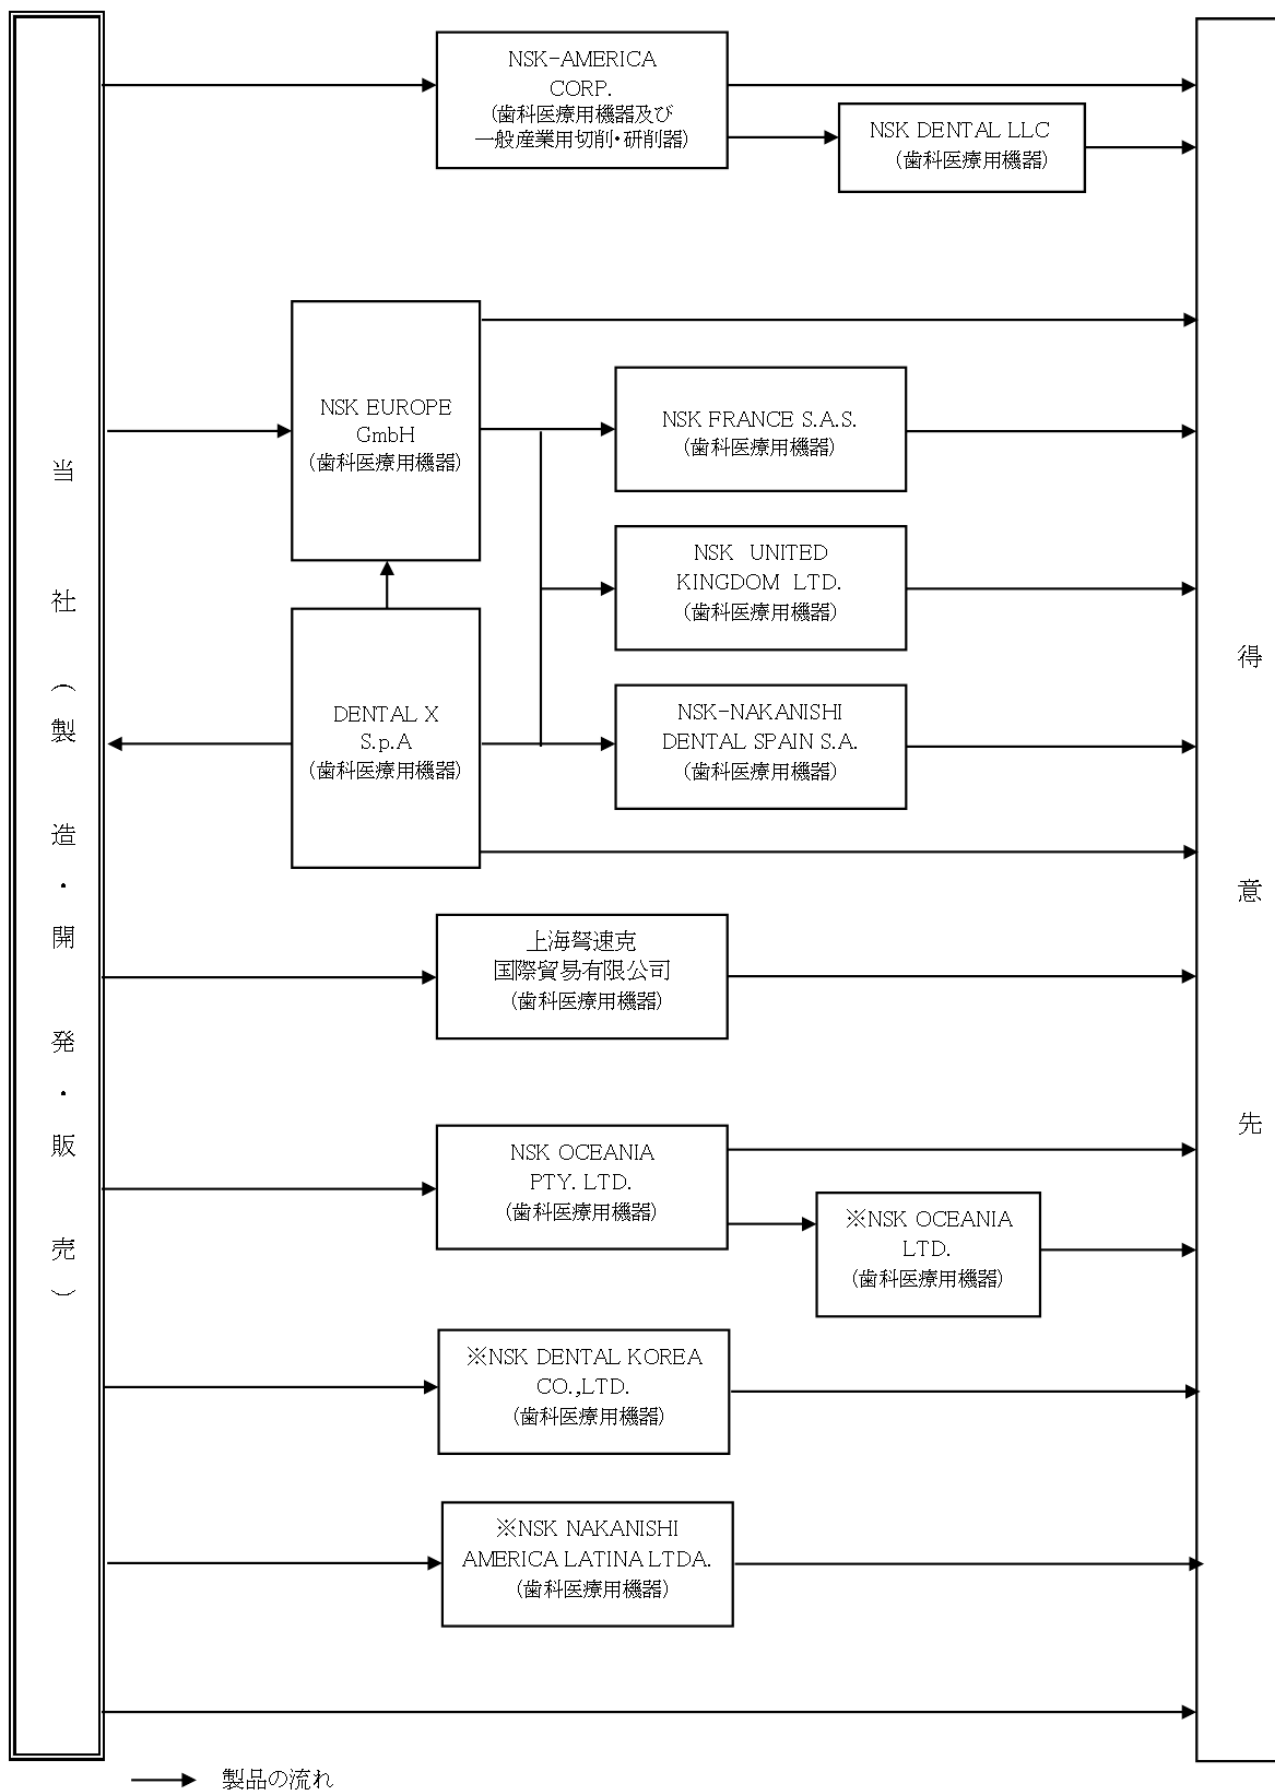 当社(製造・開発・販売)
NSK-AMERICA
CORP.
(歯科医療用機器及び
一般産業用切削・研削器)
NSK DENTAL LLC
(歯科医療用機器)
NSK EUROPE
GmbH
(歯科医療用機器)
NSK FRANCE S.A.S.
(歯科医療用機器)
NSK UNITED
KINGDOM LTD.
(歯科医療用機器)
DENTAL X
S.p.A
(歯科医療用機器)
NSK-NAKANISHI
DENTAL SPAIN S.A.
(歯科医療用機器)
上海弩速克
国際貿易有限公司
(歯科医療用機器)
NSK OCEANIA
PTY. LTD.
(歯科医療用機器)
※NSK OCEANIA
LTD.
(歯科医療用機器)
※NSK DENTAL KOREA
CO.,LTD.
(歯科医療用機器)
※NSK NAKANISHI
AMERICA LATINA LTDA.
(歯科医療用機器)
得意先
製品の流れ